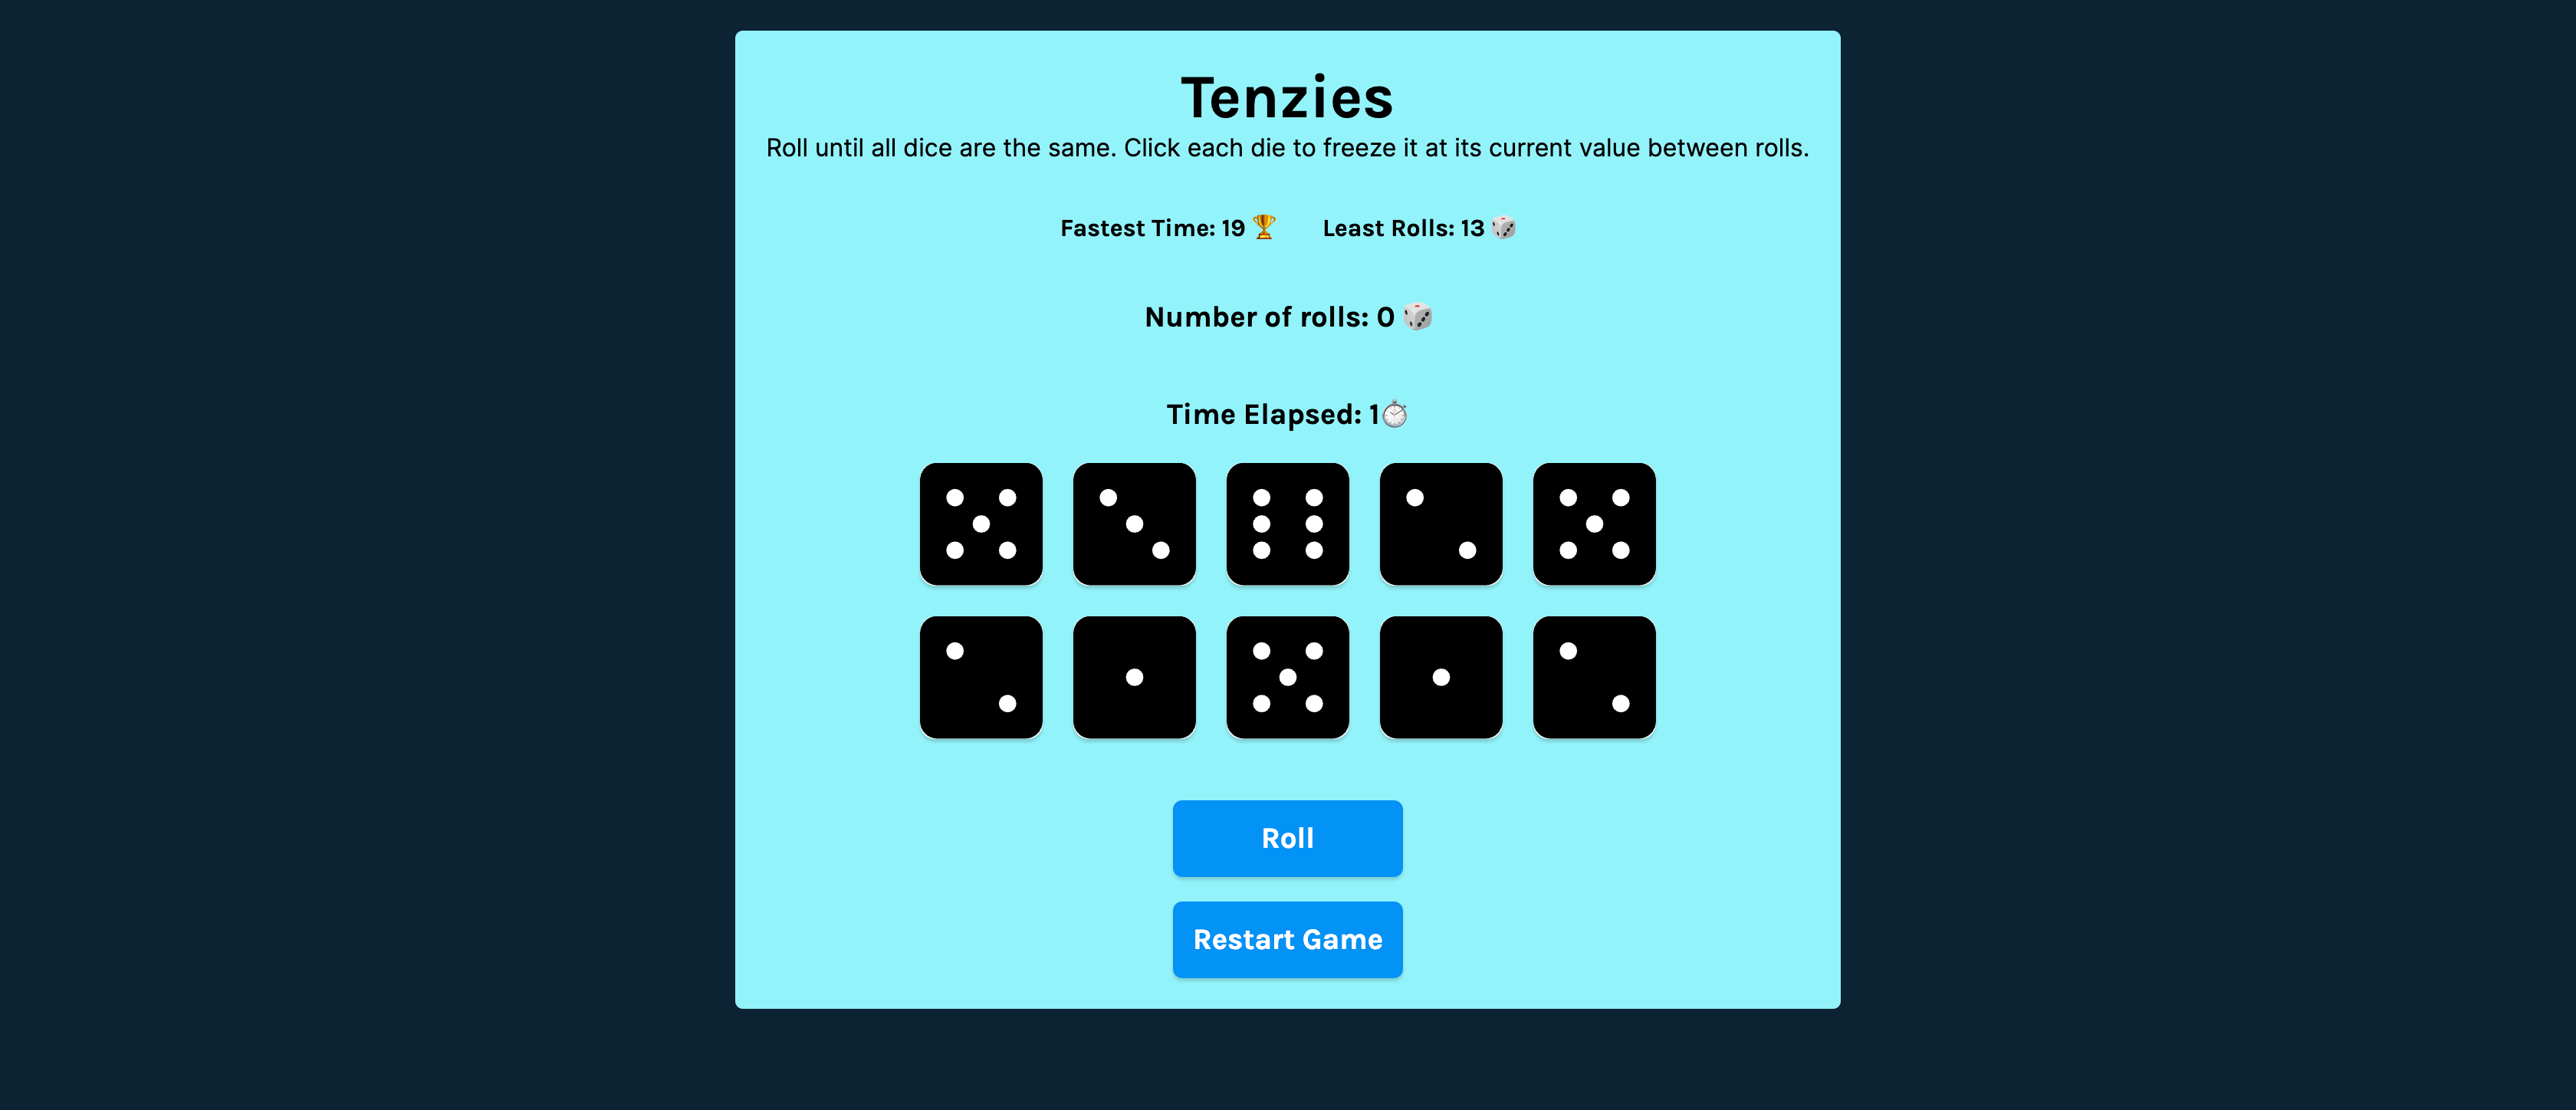 Tenzies
Roll until all dice are the same. Click each die to freeze it at its current value between rolls.
Fastest Time: 19 🏆 Least Rolls: 13 🎲
Number of rolls: 0 🎲
Time Elapsed: 1⏱️
Roll
Restart Game